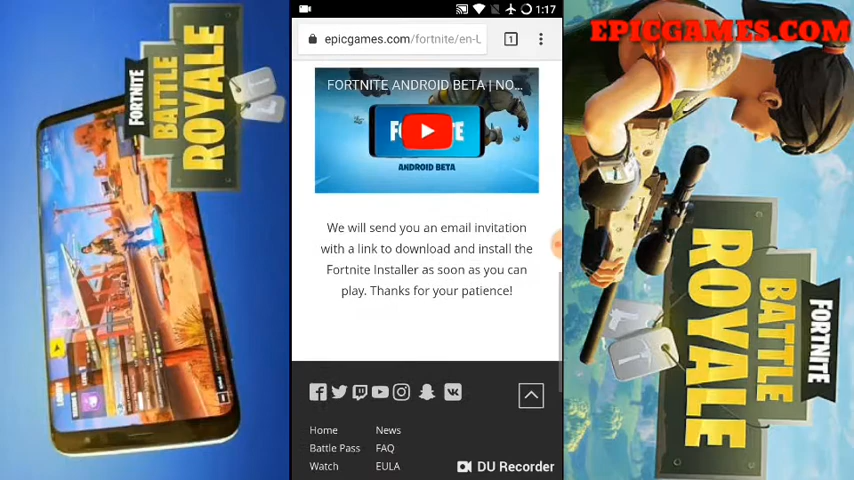 FORTNITE
BATTLE
ROYALE
1:17
epicgames.com/fortnite/en-U
1
FORTNITE ANDROID BETA | NO...
ANDROID BETA
We will send you an email invitation
with a link to download and install the
Fortnite Installer as soon as you can
play. Thanks for your patience!
Home
News
Battle Pass
FAQ
Watch
EULA
DU Recorder
EPICGAMES.COM
FORTNITE
BATTLE
ROYALE